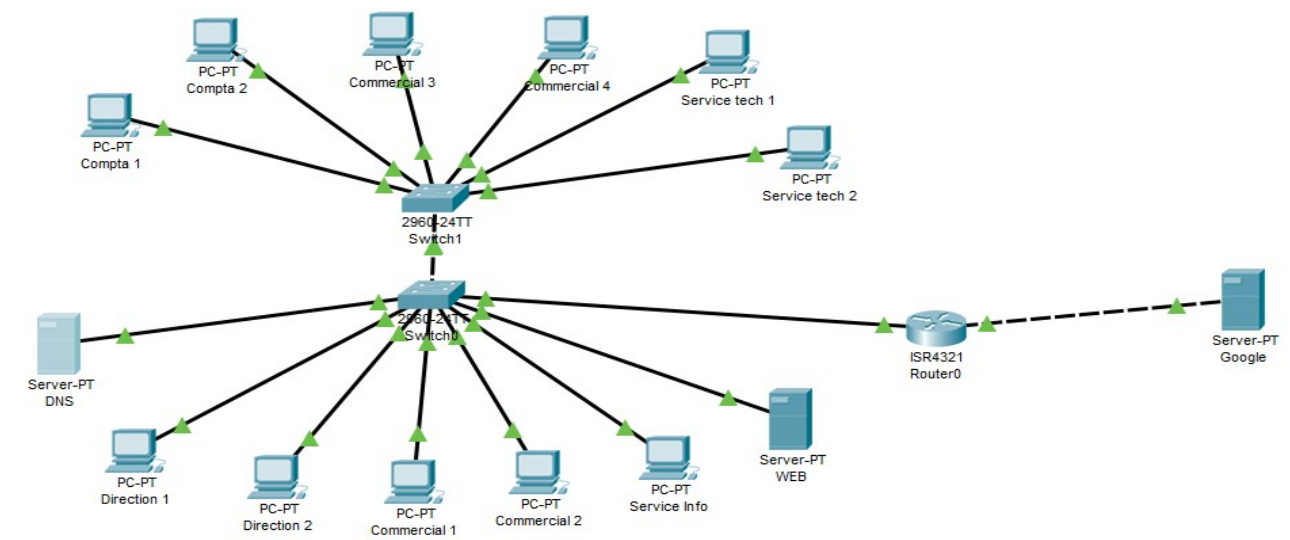 PC-PT
Compta 2
PC-PT
Commercial 3
PC-PT
Commercial 4
PC-PT
Service tech 1
PC-PT
Compta 1
PC-PT
Service tech 2
2960-24TT
Switch1
2960-24TT
Switch0
Server-PT
DNS
ISR4321
Router0
Server-PT
Google
PC-PT
Direction 1
PC-PT
Direction 2
PC-PT
Commercial 1
PC-PT
Commercial 2
PC-PT
Service Info
Server-PT
WEB